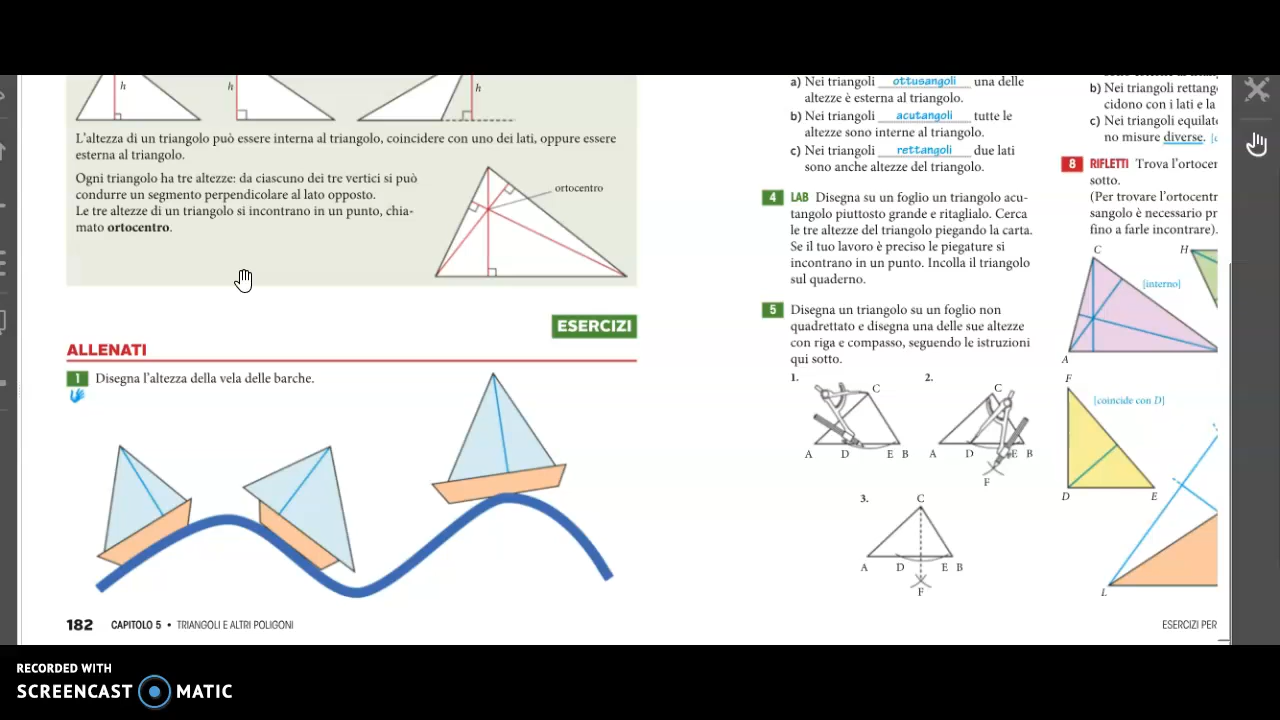 h
h
h
L'altezza di un triangolo può essere interna al triangolo, coincidere con uno dei lati, oppure essere
esterna al triangolo.
Ogni triangolo ha tre altezze: da ciascuno dei tre vertici si può
condurre un segmento perpendicolare al lato opposto.
Le tre altezze di un triangolo si incontrano in un punto, chia-
mato ortocentro.
ortocentro
ESERCIZI
ALLENATI
1 Disegna l'altezza della vela delle barche.
182 CAPITOLO 5 • TRIANGOLI E ALTRI POLIGONI
a) Nei triangoli ottusangoli una delle
altezze è esterna al triangolo.
b) Nei triangoli acutangoli tutte le
altezze sono interne al triangolo.
c) Nei triangoli rettangoli due lati
sono anche altezze del triangolo.
4 LAB Disegna su un foglio un triangolo acu-
tangolo piuttosto grande e ritaglialo. Cerca
le tre altezze del triangolo piegando la carta.
Se il tuo lavoro è preciso le piegature si
incontrano in un punto. Incolla il triangolo
sul quaderno.
5 Disegna un triangolo su un foglio non
quadrettato e disegna una delle sue altezze
con riga e compasso, seguendo le istruzioni
qui sotto.
1.
C
A D E B
2.
C
A D E B
F
3.
C
A D E B
F
b) Nei triangoli rettang
cidono con i lati e la
c) Nei triangoli equilat
no misure diverse.
8 RIFLETTI Trova l'ortocer
sotto.
(Per trovare l'ortocentr
sangolo è necessario pr
fino a farle incontrare).
C
H
[interno]
A
F
[coincide con D]
D E
L
ESERCIZI PER
RECORDED WITH
SCREENCAST MATIC